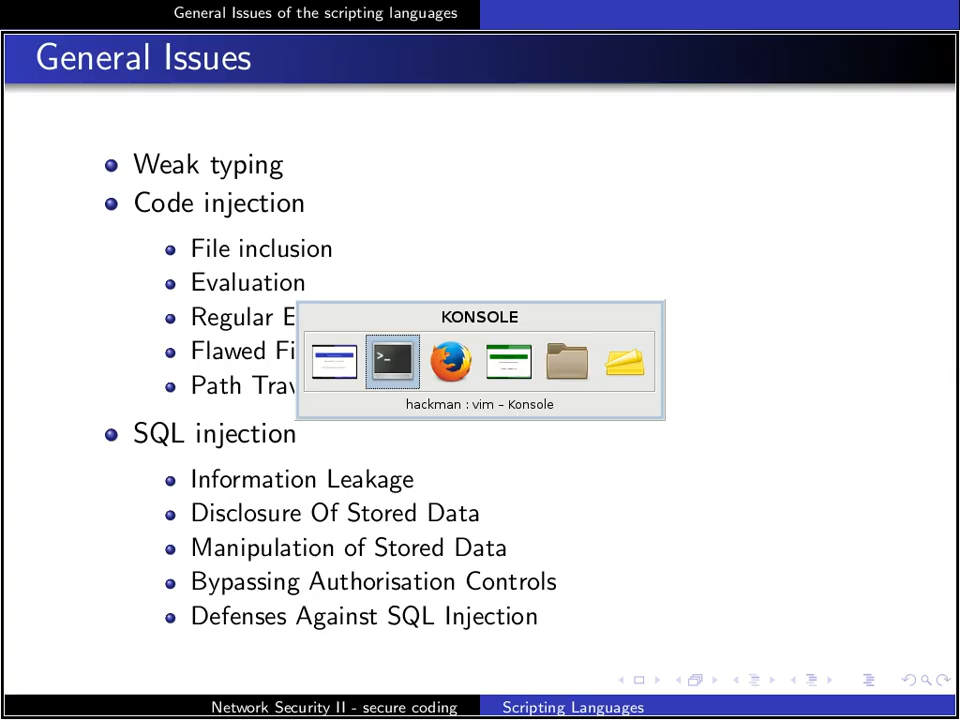 General Issues of the scripting languages
General Issues
Weak typing
Code injection
File inclusion
Evaluation
Regular E
KONSOLE
Flawed Fi
Path Trav
hackman : vim – Konsole
SQL injection
Information Leakage
Disclosure Of Stored Data
Manipulation of Stored Data
Bypassing Authorisation Controls
Defenses Against SQL Injection
Network Security II - secure coding
Scripting Languages